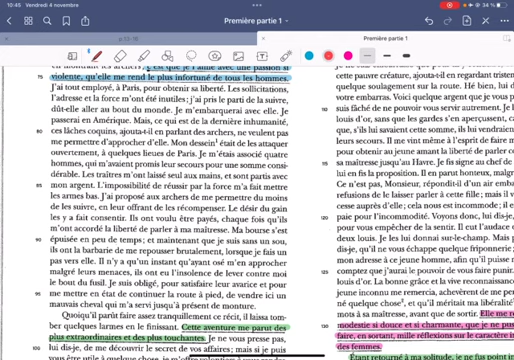 10:45 Vendredi 4 novembre
34 %
Première partie 1
p.13-16
Première partie 1
violente, qu'elle me rend le plus infortuné de tous les hommes.
75
J'ai tout employé, à Paris, pour obtenir sa liberté. Les sollicitations,
l'adresse et la force m'ont été inutiles ; j'ai pris le parti de la suivre,
dût-elle aller au bout du monde. Je m'embarquerai avec elle. Je
passerai en Amérique. Mais, ce qui est de la dernière inhumanité,
80 ces lâches coquins, ajouta-t-il en parlant des archers, ne veulent pas
me permettre d'approcher d'elle. Mon dessein¹ était de les attaquer
ouvertement, à quelques lieues de Paris. Je m'étais associé quatre
hommes, qui m'avaient promis leur secours pour une somme consi-
dérable. Les traîtres m'ont laissé seul aux mains, et sont partis avec
85 mon argent. L'impossibilité de réussir par la force m'a fait mettre
les armes bas. J'ai proposé aux archers de me permettre du moins
de les suivre, en leur offrant de les récompenser. Le désir du gain
les y a fait consentir. Ils ont voulu être payés, chaque fois qu'ils
m'ont accordé la liberté de parler à ma maîtresse. Ma bourse s'est
90 épuisée en peu de temps ; et maintenant que je suis sans un sou,
ils ont la barbarie de me repousser brutalement, lorsque je fais un
pas vers elle. Il n'y a qu'un instant qu'ayant osé m'en approcher
malgré leurs menaces, ils ont eu l'insolence de lever contre moi
le bout du fusil. Je suis obligé, pour satisfaire leur avarice et pour
95 me mettre en état de continuer la route à pied, de vendre ici un
mauvais cheval qui m'a servi jusqu'à présent de monture.
Quoiqu'il parût faire assez tranquillement ce récit, il laissa tom-
ber quelques larmes en le finissant. Cette aventure me parut des
plus extraordinaires et des plus touchantes. Je ne vous presse pas,
100 lui dis-je, de me découvrir le secret de vos affaires ; mais si je puis
cette pauvre créature, ajouta-t-il en regardant tristem
quelque soulagement sur la route. Hé bien, lui d
votre embarras. Voici quelque argent que je vous p
suis fâché de ne pouvoir vous servir autrement. Je l
louis d'or, sans que les gardes s'en aperçussent, ca
que, s'ils lui savaient cette somme, ils lui vendraien
110 leurs secours. Il me vint même à l'esprit de faire m
pour obtenir au jeune amant la liberté de parler co
sa maîtresse jusqu'au Havre. Je fis signe au chef de
lui en fis la proposition. Il en parut honteux, malgré
Ce n'est pas, Monsieur, répondit-il d'un air embarr
115 refusions de le laisser parler à cette fille ; mais il v
cesse auprès d'elle ; cela nous est incommode ; il e
paie pour l'incommodité. Voyons donc, lui dis-je,
pour vous empêcher de la sentir. Il eut l'audace d
deux louis. Je les lui donnai sur-le-champ. Mais p
120
dis-je, qu'il ne vous échappe quelque friponnerie ;
mon adresse à ce jeune homme, afin qu'il puisse m
comptez que j'aurai le pouvoir de vous faire punir.
louis d'or. La bonne grâce et la vive reconnaissance
jeune inconnu me remercia, achevèrent de me per
125 né quelque chose, et qu'il méritait ma libéralité
mots à sa maîtresse, avant que de sortir. Elle me ré
modestie si douce et si charmante, que je ne pus
faire, en sortant, mille réflexions sur le caractère in
des femmes.
130 Étant retourné à ma solitude, je ne fus point in